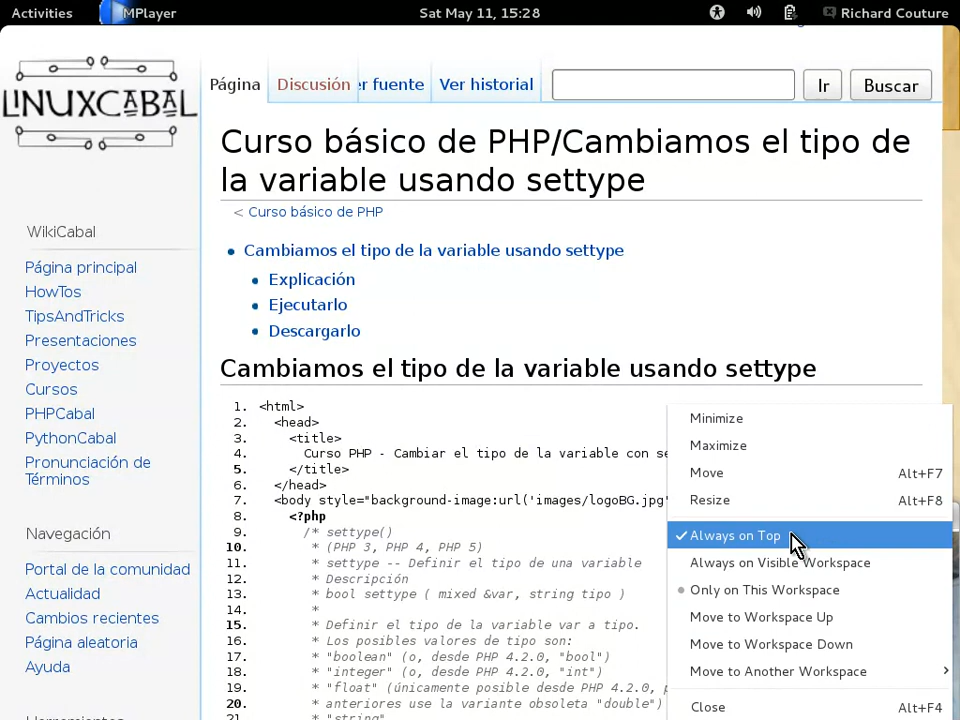 Activities MPlayer Sat May 11, 15:28 Richard Couture
LINUXCABAL
Página Discusión er fuente Ver historial Ir Buscar
Curso básico de PHP/Cambiamos el tipo de
la variable usando settype
< Curso básico de PHP
Cambiamos el tipo de la variable usando settype
Explicación
Ejecutarlo
Descargarlo
Cambiamos el tipo de la variable usando settype
1. <html>
2. <head>
3. <title>
4. Curso PHP - Cambiar el tipo de la variable con se
5. </title>
6. </head>
7. <body style="background-image:url('images/logoBG.jpg'
8. <?php
9. /* settype()
10. * (PHP 3, PHP 4, PHP 5)
11. * settype -- Definir el tipo de una variable
12. * Descripción
13. * bool settype ( mixed &var, string tipo )
14. *
15. * Definir el tipo de la variable var a tipo.
16. * Los posibles valores de tipo son:
17. * "boolean" (o, desde PHP 4.2.0, "bool")
18. * "integer" (o, desde PHP 4.2.0, "int")
19. * "float" (únicamente posible desde PHP 4.2.0, p
20. * anteriores use la variante obsoleta "double")
21. * "string"
WikiCabal
Página principal
HowTos
TipsAndTricks
Presentaciones
Proyectos
Cursos
PHPCabal
PythonCabal
Pronunciación de
Términos
Navegación
Portal de la comunidad
Actualidad
Cambios recientes
Página aleatoria
Ayuda
Minimize
Maximize
Move Alt+F7
Resize Alt+F8
Always on Top
Always on Visible Workspace
Only on This Workspace
Move to Workspace Up
Move to Workspace Down
Move to Another Workspace
Close Alt+F4